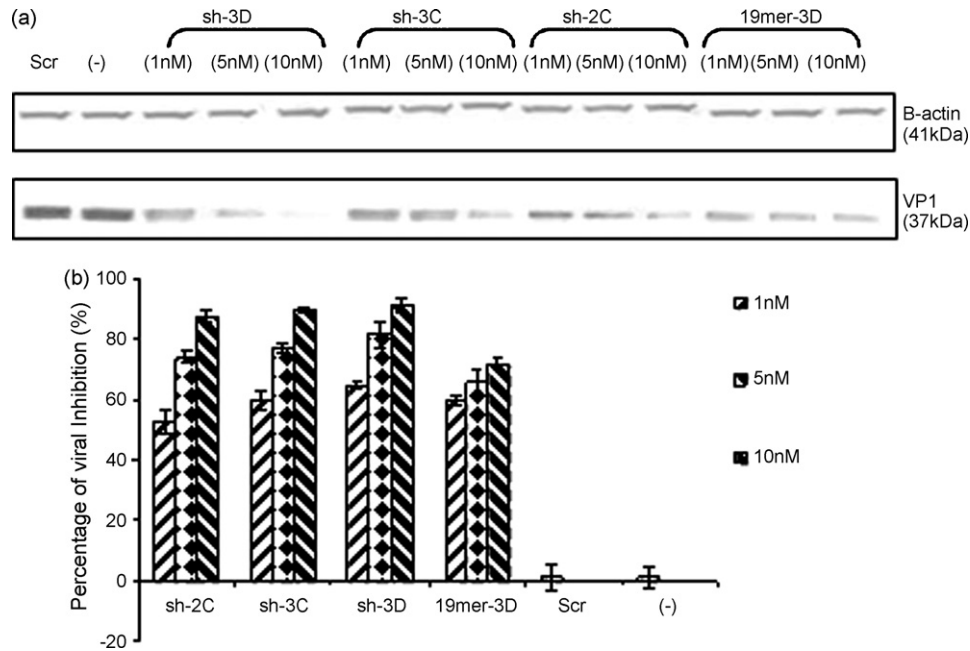 (a)
sh-3D sh-3C sh-2C 19mer-3D
Scr (-) (1nM) (5nM) (10nM) (1nM) (5nM) (10nM) (1nM) (5nM) (10nM) (1nM) (5nM) (10nM)
B-actin
(41kDa)
VP1
(37kDa)
(b)
Percentage of viral Inhibition (%)
100
80
60
40
20
0
-20
sh-2C sh-3C sh-3D 19mer-3D Scr (-)
1nM
5nM
10nM